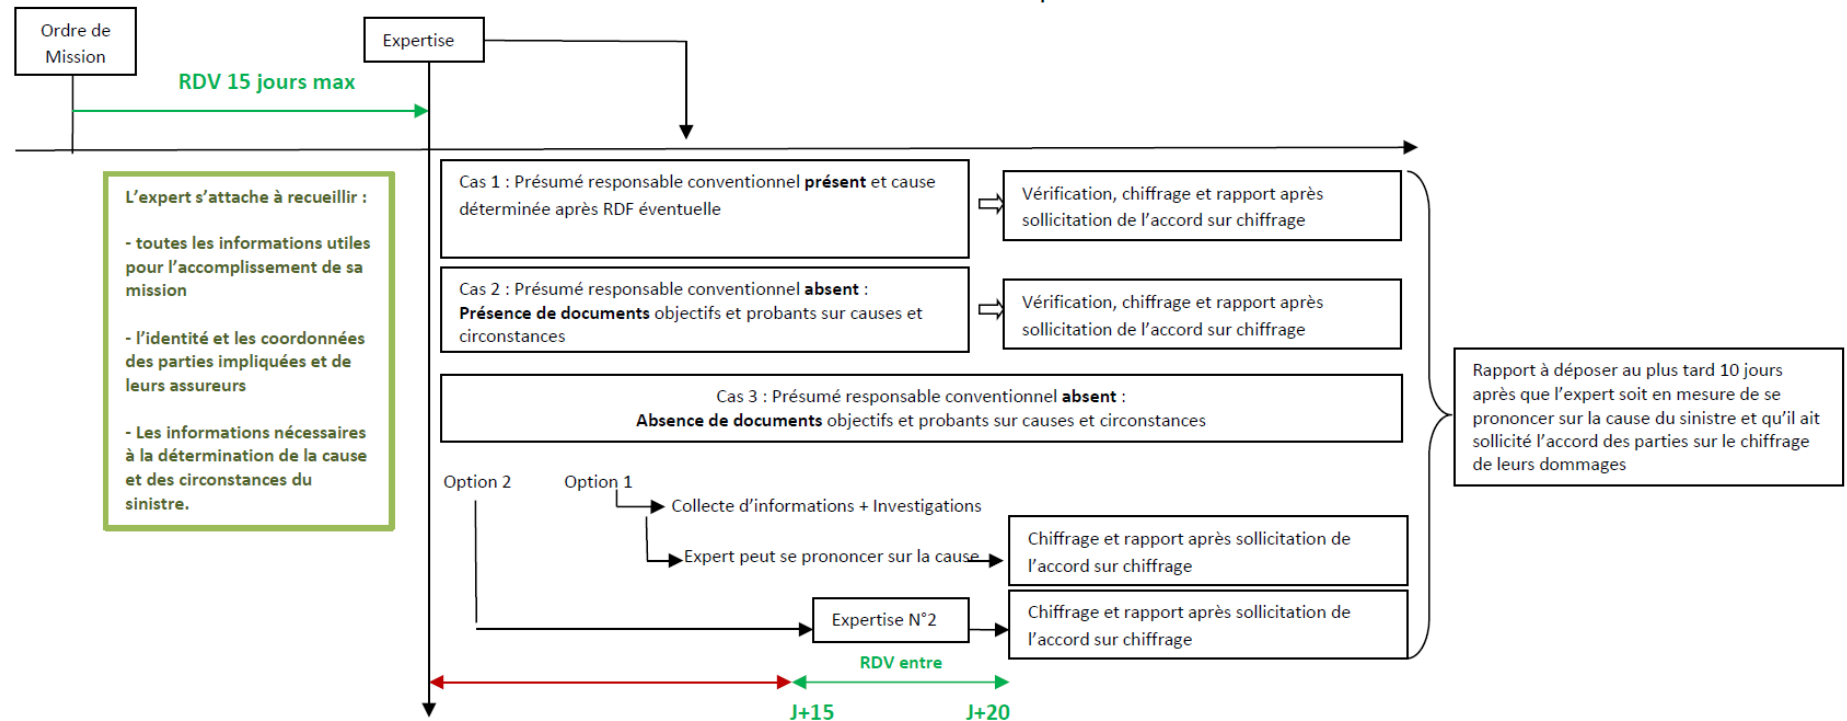 Ordre de
Mission
Expertise
RDV 15 jours max
L’expert s’attache à recueillir :
- toutes les informations utiles
pour l’accomplissement de sa
mission
- l’identité et les coordonnées
des parties impliquées et de
leurs assureurs
- Les informations nécessaires
à la détermination de la cause
et des circonstances du
sinistre.
Cas 1 : Présumé responsable conventionnel présent et cause
déterminée après RDF éventuelle
Vérification, chiffrage et rapport après
sollicitation de l’accord sur chiffrage
Cas 2 : Présumé responsable conventionnel absent :
Présence de documents objectifs et probants sur causes et
circonstances
Vérification, chiffrage et rapport après
sollicitation de l’accord sur chiffrage
Cas 3 : Présumé responsable conventionnel absent :
Absence de documents objectifs et probants sur causes et circonstances
Option 2
Option 1
Collecte d’informations + Investigations
Expert peut se prononcer sur la cause
Chiffrage et rapport après sollicitation de
l’accord sur chiffrage
Expertise N°2
Chiffrage et rapport après sollicitation de
l’accord sur chiffrage
RDV entre
J+15
J+20
Rapport à déposer au plus tard 10 jours
après que l’expert soit en mesure de se
prononcer sur la cause du sinistre et qu’il ait
sollicité l’accord des parties sur le chiffrage
de leurs dommages